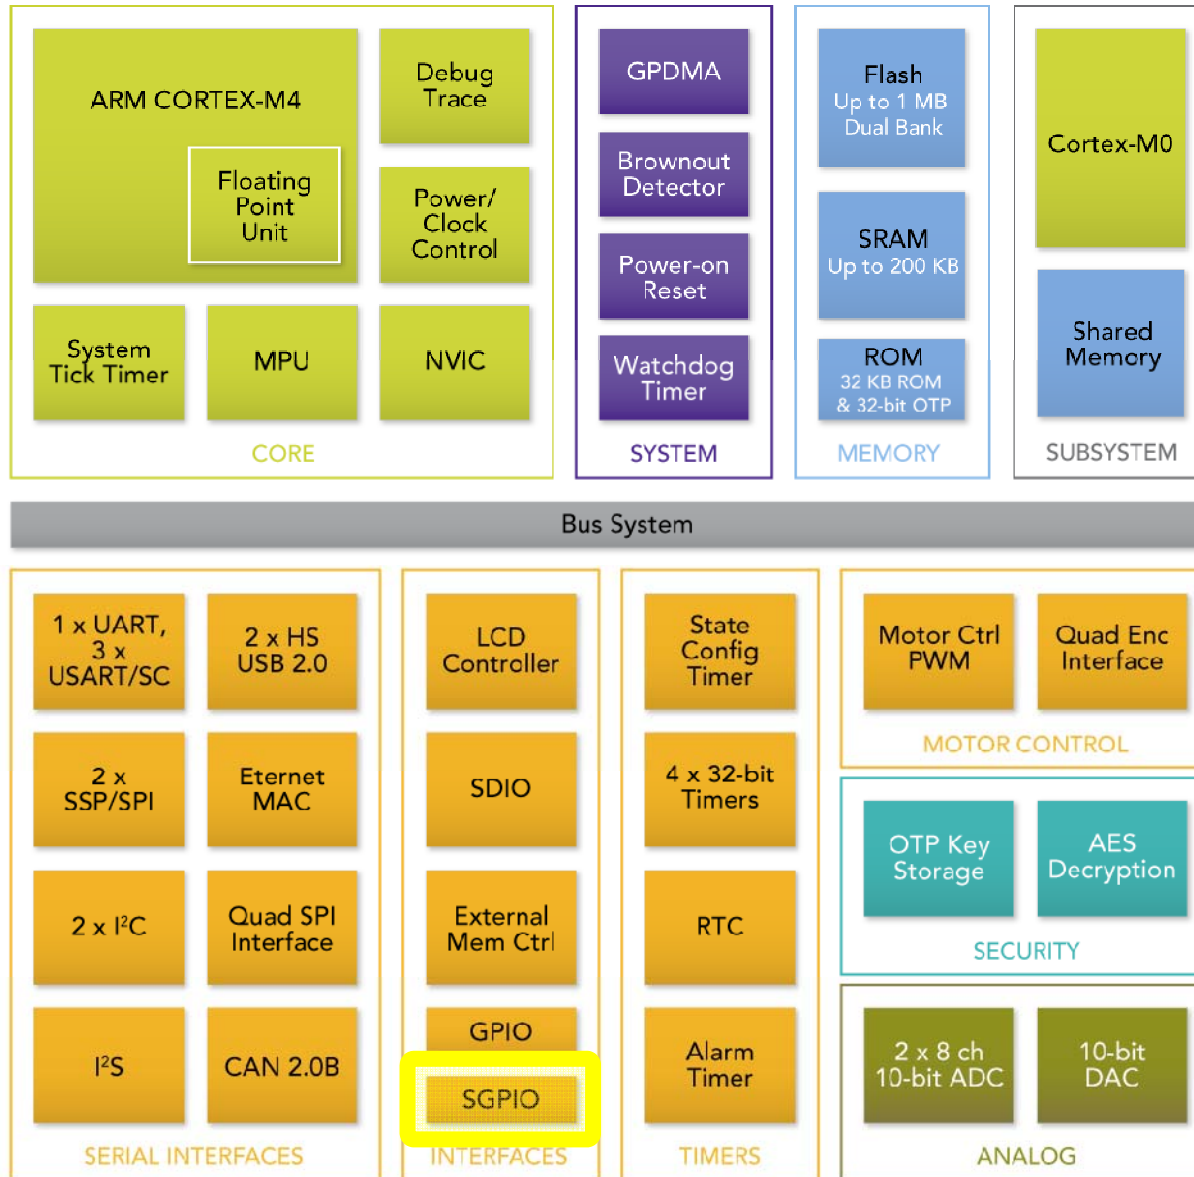 ARM CORTEX-M4
Floating
Point
Unit
Debug
Trace
Power/
Clock
Control
System
Tick Timer
MPU
NVIC
CORE
GPDMA
Brownout
Detector
Power-on
Reset
Watchdog
Timer
SYSTEM
Flash
Up to 1 MB
Dual Bank
SRAM
Up to 200 KB
ROM
32 KB ROM
& 32-bit OTP
MEMORY
Cortex-M0
Shared
Memory
SUBSYSTEM
Bus System
1 x UART,
3 x
USART/SC
2 x HS
USB 2.0
2 x
SSP/SPI
Eternet
MAC
2 x I²C
Quad SPI
Interface
I²S
CAN 2.0B
SERIAL INTERFACES
LCD
Controller
SDIO
External
Mem Ctrl
GPIO
SGPIO
INTERFACES
State
Config
Timer
4 x 32-bit
Timers
RTC
Alarm
Timer
TIMERS
Motor Ctrl
PWM
Quad Enc
Interface
MOTOR CONTROL
OTP Key
Storage
AES
Decryption
SECURITY
2 x 8 ch
10-bit ADC
10-bit
DAC
ANALOG